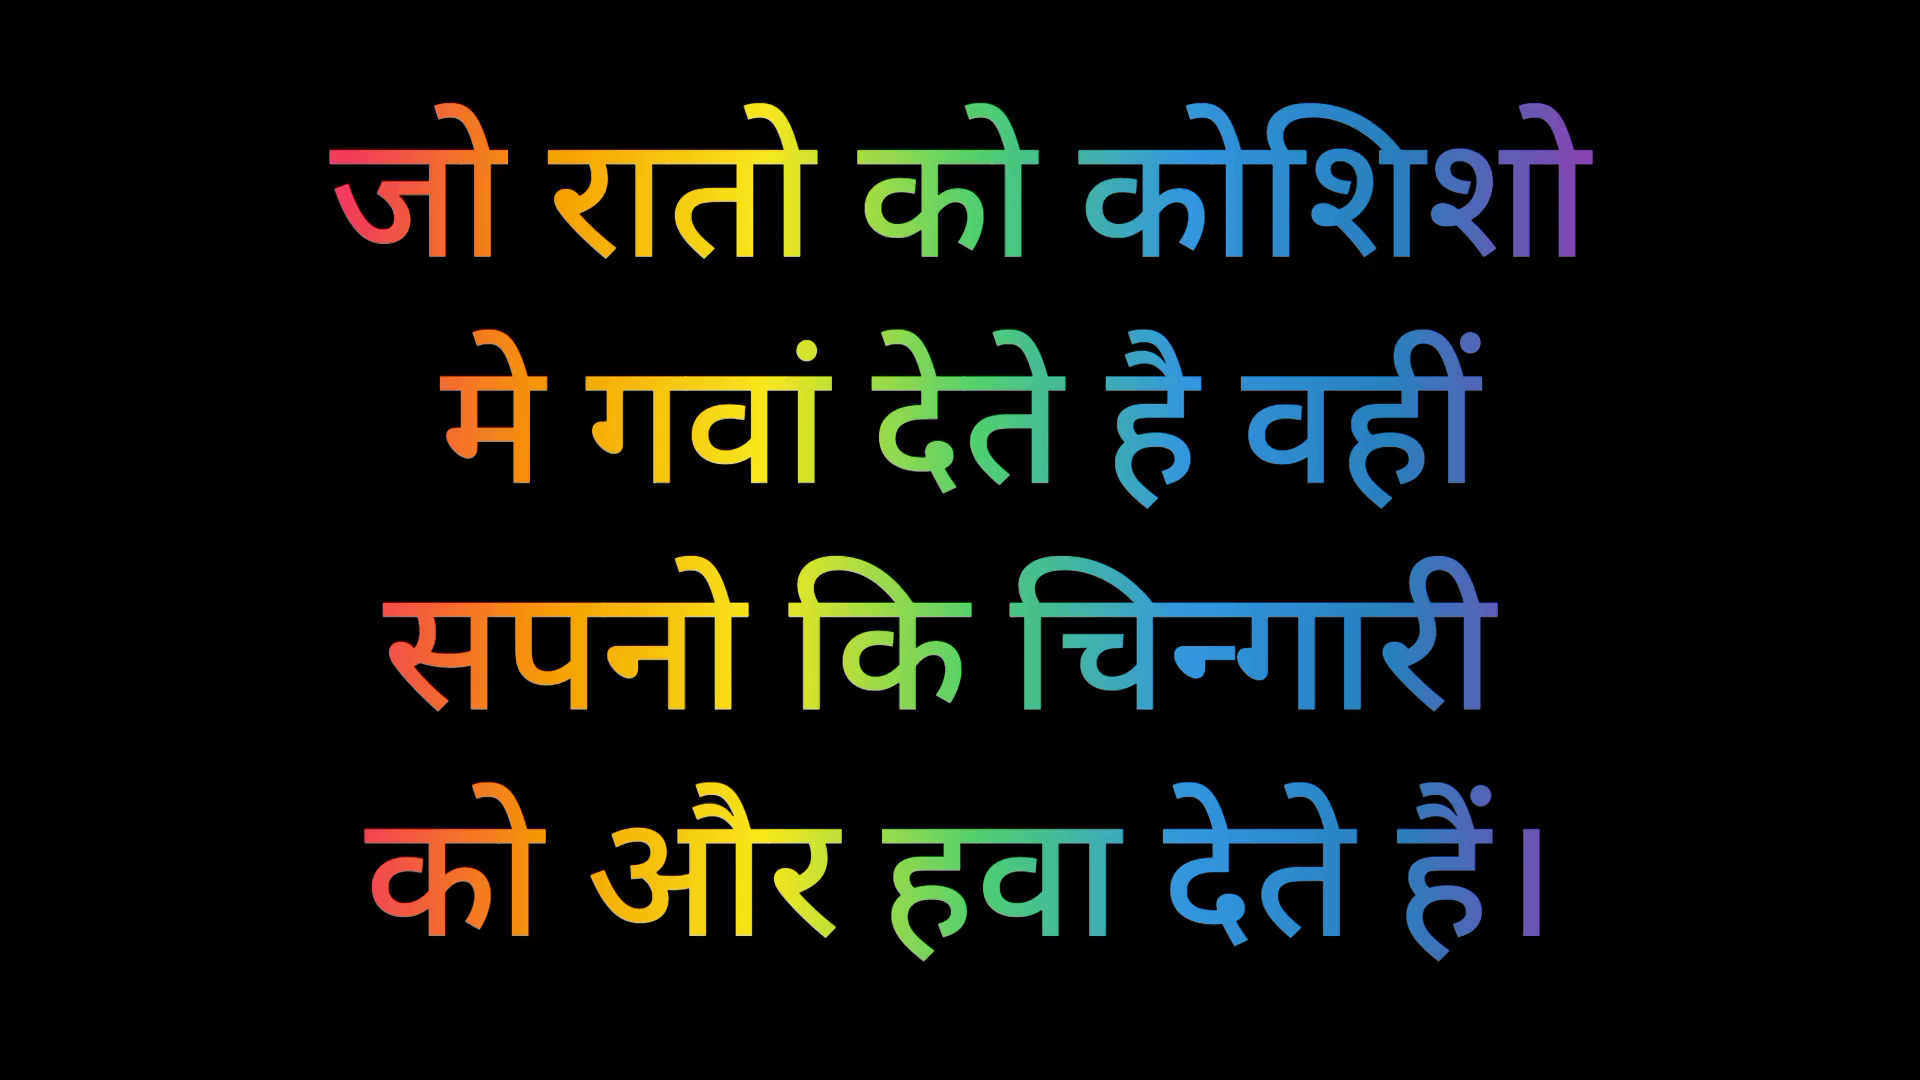 जो रातो को कोशिशो
मे गवां देते है वहीं
सपनो कि चिन्गारी
को और हवा देते हैं।